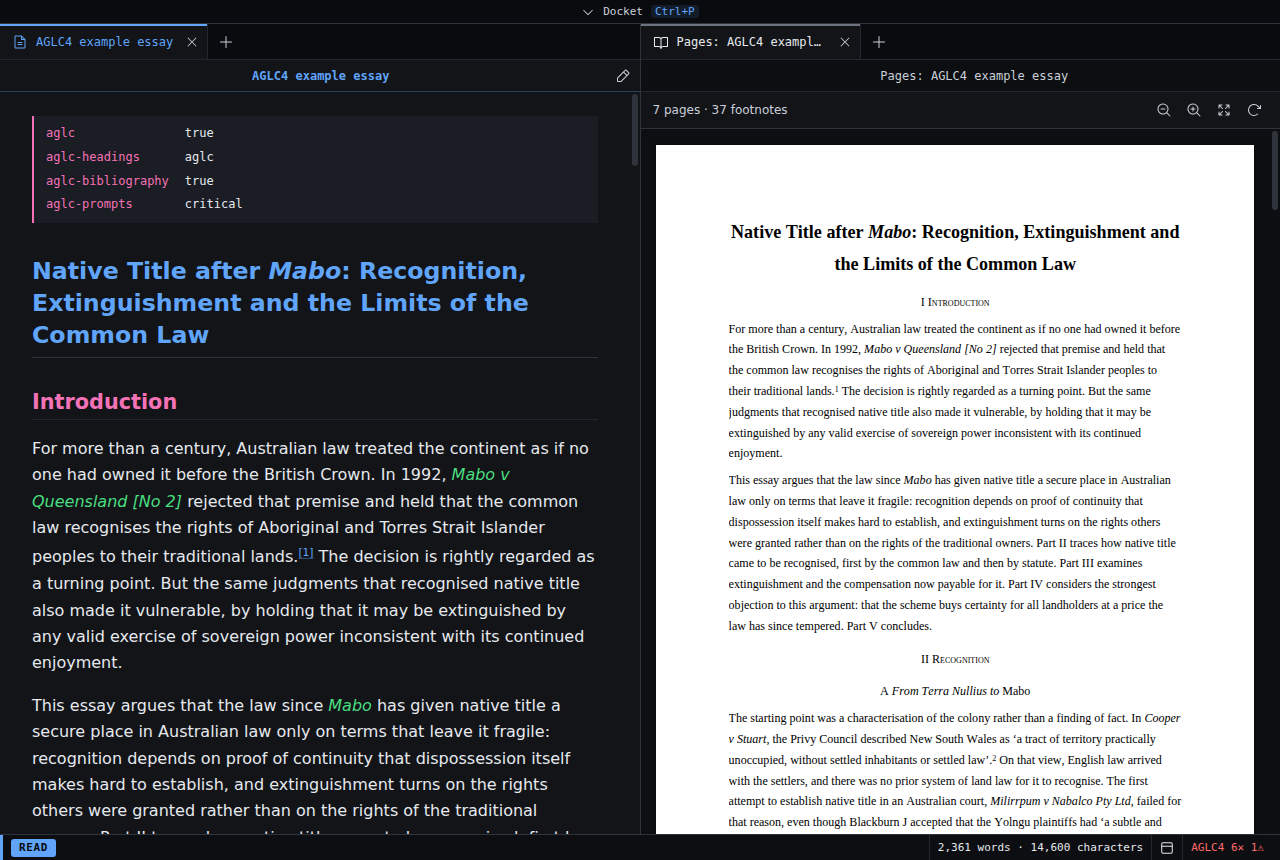 Docket Ctrl+P
AGLC4 example essay
Pages: AGLC4 exampl…
AGLC4 example essay
Pages: AGLC4 example essay
aglc true
aglc-headings aglc
aglc-bibliography true
aglc-prompts critical
Native Title after Mabo: Recognition,
Extinguishment and the Limits of the
Common Law
Introduction
For more than a century, Australian law treated the continent as if no
one had owned it before the British Crown. In 1992, Mabo v
Queensland [No 2] rejected that premise and held that the common
law recognises the rights of Aboriginal and Torres Strait Islander
peoples to their traditional lands.[1] The decision is rightly regarded as
a turning point. But the same judgments that recognised native title
also made it vulnerable, by holding that it may be extinguished by
any valid exercise of sovereign power inconsistent with its continued
enjoyment.
This essay argues that the law since Mabo has given native title a
secure place in Australian law only on terms that leave it fragile:
recognition depends on proof of continuity that dispossession itself
makes hard to establish, and extinguishment turns on the rights
others were granted rather than on the rights of the traditional
7 pages · 37 footnotes
Native Title after Mabo: Recognition, Extinguishment and
the Limits of the Common Law
I Introduction
For more than a century, Australian law treated the continent as if no one had owned it before
the British Crown. In 1992, Mabo v Queensland [No 2] rejected that premise and held that
the common law recognises the rights of Aboriginal and Torres Strait Islander peoples to
their traditional lands.1 The decision is rightly regarded as a turning point. But the same
judgments that recognised native title also made it vulnerable, by holding that it may be
extinguished by any valid exercise of sovereign power inconsistent with its continued
enjoyment.
This essay argues that the law since Mabo has given native title a secure place in Australian
law only on terms that leave it fragile: recognition depends on proof of continuity that
dispossession itself makes hard to establish, and extinguishment turns on the rights others
were granted rather than on the rights of the traditional owners. Part II traces how native title
came to be recognised, first by the common law and then by statute. Part III examines
extinguishment and the compensation now payable for it. Part IV considers the strongest
objection to this argument: that the scheme buys certainty for all landholders at a price the
law has since tempered. Part V concludes.
II Recognition
A From Terra Nullius to Mabo
The starting point was a characterisation of the colony rather than a finding of fact. In Cooper
v Stuart, the Privy Council described New South Wales as ‘a tract of territory practically
unoccupied, without settled inhabitants or settled law’.2 On that view, English law arrived
with the settlers, and there was no prior system of land law for it to recognise. The first
attempt to establish native title in an Australian court, Milirrpum v Nabalco Pty Ltd, failed for
that reason, even though Blackburn J accepted that the Yolngu plaintiffs had ‘a subtle and
READ
2,361 words · 14,600 characters
AGLC4 6× 1⚠